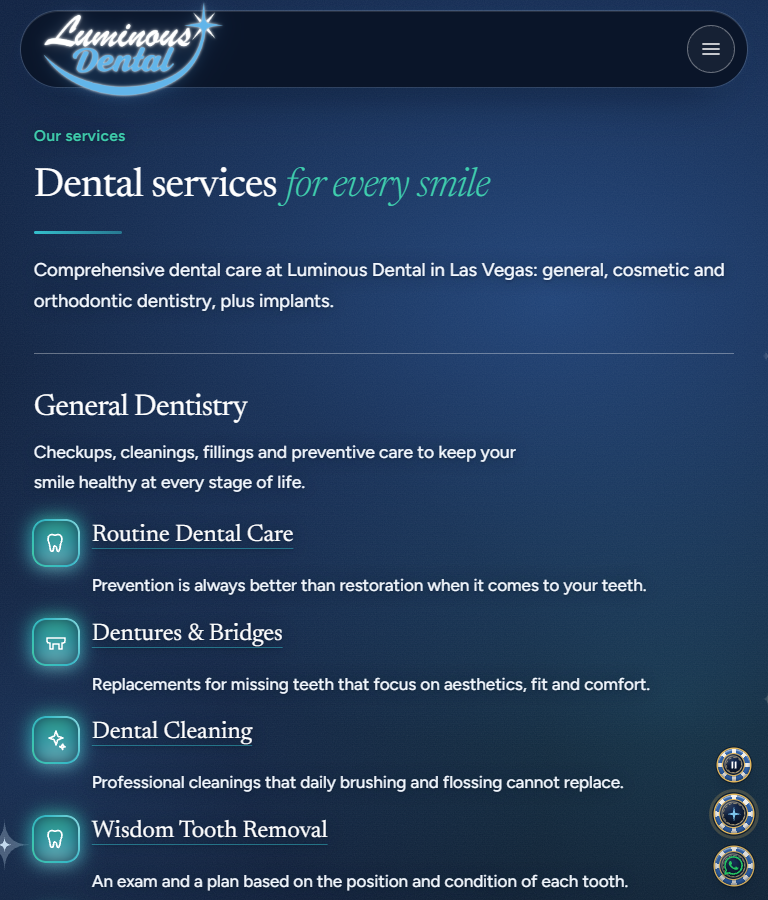 Luminous
Dental
Our services
Dental services for every smile
Comprehensive dental care at Luminous Dental in Las Vegas: general, cosmetic and
orthodontic dentistry, plus implants.
General Dentistry
Checkups, cleanings, fillings and preventive care to keep your
smile healthy at every stage of life.
Routine Dental Care
Prevention is always better than restoration when it comes to your teeth.
Dentures & Bridges
Replacements for missing teeth that focus on aesthetics, fit and comfort.
Dental Cleaning
Professional cleanings that daily brushing and flossing cannot replace.
Wisdom Tooth Removal
An exam and a plan based on the position and condition of each tooth.